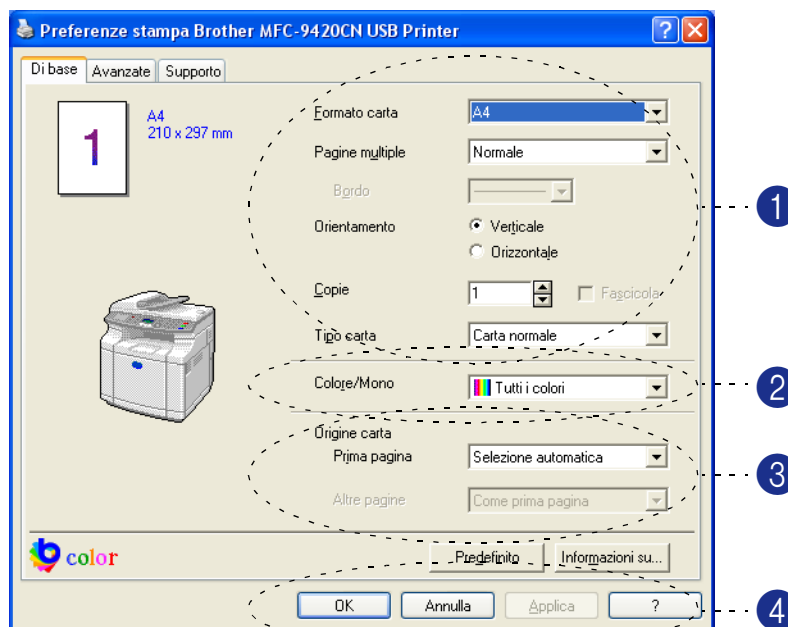 Preferenze stampa Brother MFC-9420CN USB Printer ?
Di base Avanzate Supporto
1
A4
210 x 297 mm
Formato carta A4
Pagine multiple Normale
Bordo
Orientamento Verticale
Orizzontale
Copie 1 Fascicola
Tipo carta Carta normale
1
Colore/Mono Tutti i colori
2
Origine carta
Prima pagina Selezione automatica
3
Altre pagine Come prima pagina
color
Predefinito Informazioni su...
OK Annulla Applica ?
4